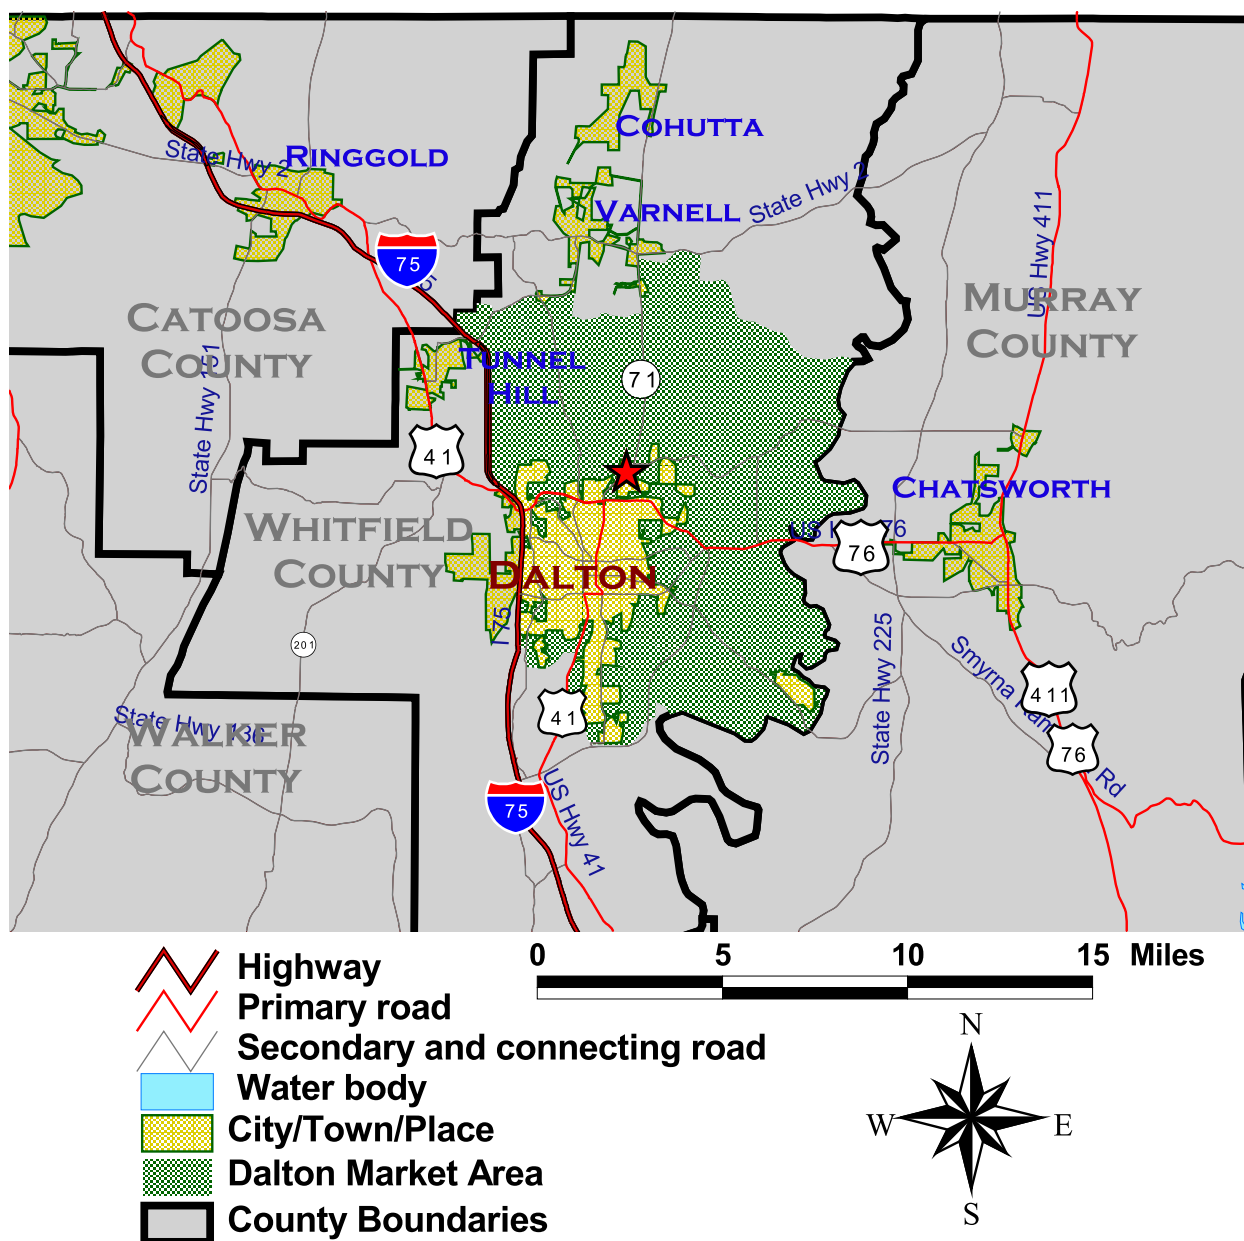 COHUTTA
State Hwy 2
RINGGOLD
State Hwy 2
VARNELL
US Hwy 411
75
MURRAY
COUNTY
CATOOSA
COUNTY
State Hwy 151
TUNNEL
HILL
71
41
CHATSWORTH
WHITFIELD
COUNTY
76
DALTON
I 75
201
State Hwy 225
411
41
State Hwy 136
WALKER
COUNTY
76
Rd
75
US Hwy 41
0 5 10 15 Miles
Highway
Primary road
Secondary and connecting road
Water body
City/Town/Place
Dalton Market Area
County Boundaries
N
W E
S